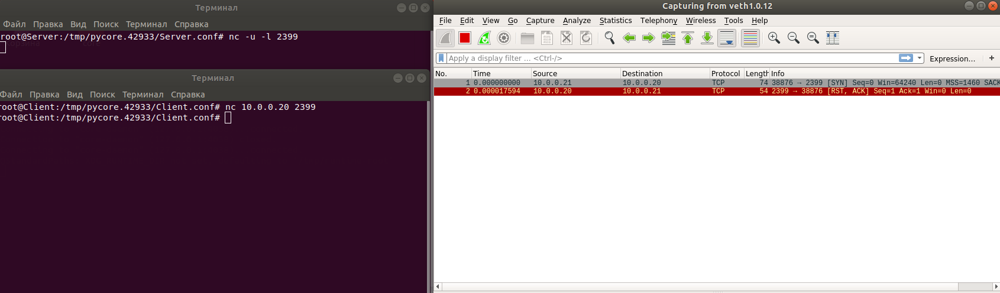 Терминал
Файл Правка Вид Поиск Терминал Справка
root@Server:/tmp/pycore.42933/Server.conf# nc -u -l 2399
Терминал
Файл Правка Вид Поиск Терминал Справка
root@Client:/tmp/pycore.42933/Client.conf# nc 10.0.0.20 2399
root@Client:/tmp/pycore.42933/Client.conf#
Capturing from veth1.0.12
File Edit View Go Capture Analyze Statistics Telephony Wireless Tools Help
Apply a display filter ... <Ctrl-/> Expression... +
No. Time Source Destination Protocol Length Info
1 0.000000000 10.0.0.21 10.0.0.20 TCP 74 38876 → 2399 [SYN] Seq=0 Win=64240 Len=0 MSS=1460 SACK
2 0.000017594 10.0.0.20 10.0.0.21 TCP 54 2399 → 38876 [RST, ACK] Seq=1 Ack=1 Win=0 Len=0